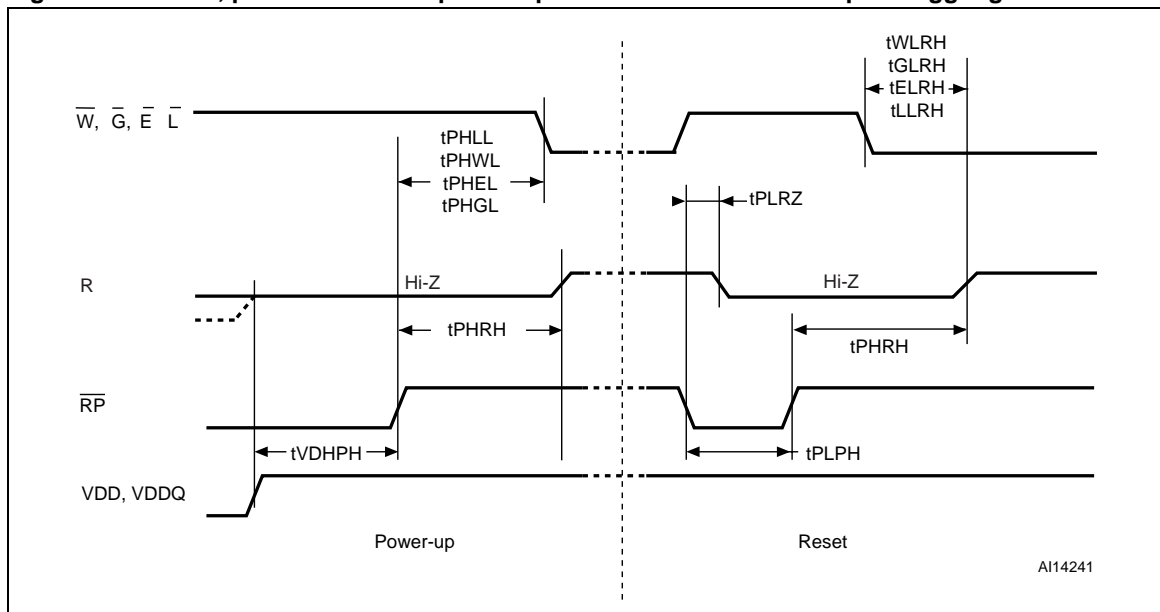 tWLRH
tGLRH
tELRH
tLLRH
W, G, E L
tPHLL
tPHWL
tPHEL
tPHGL
tPLRZ
R
Hi-Z
Hi-Z
tPHRH
tPHRH
RP
tVDHPH
tPLPH
VDD, VDDQ
Power-up
Reset
AI14241